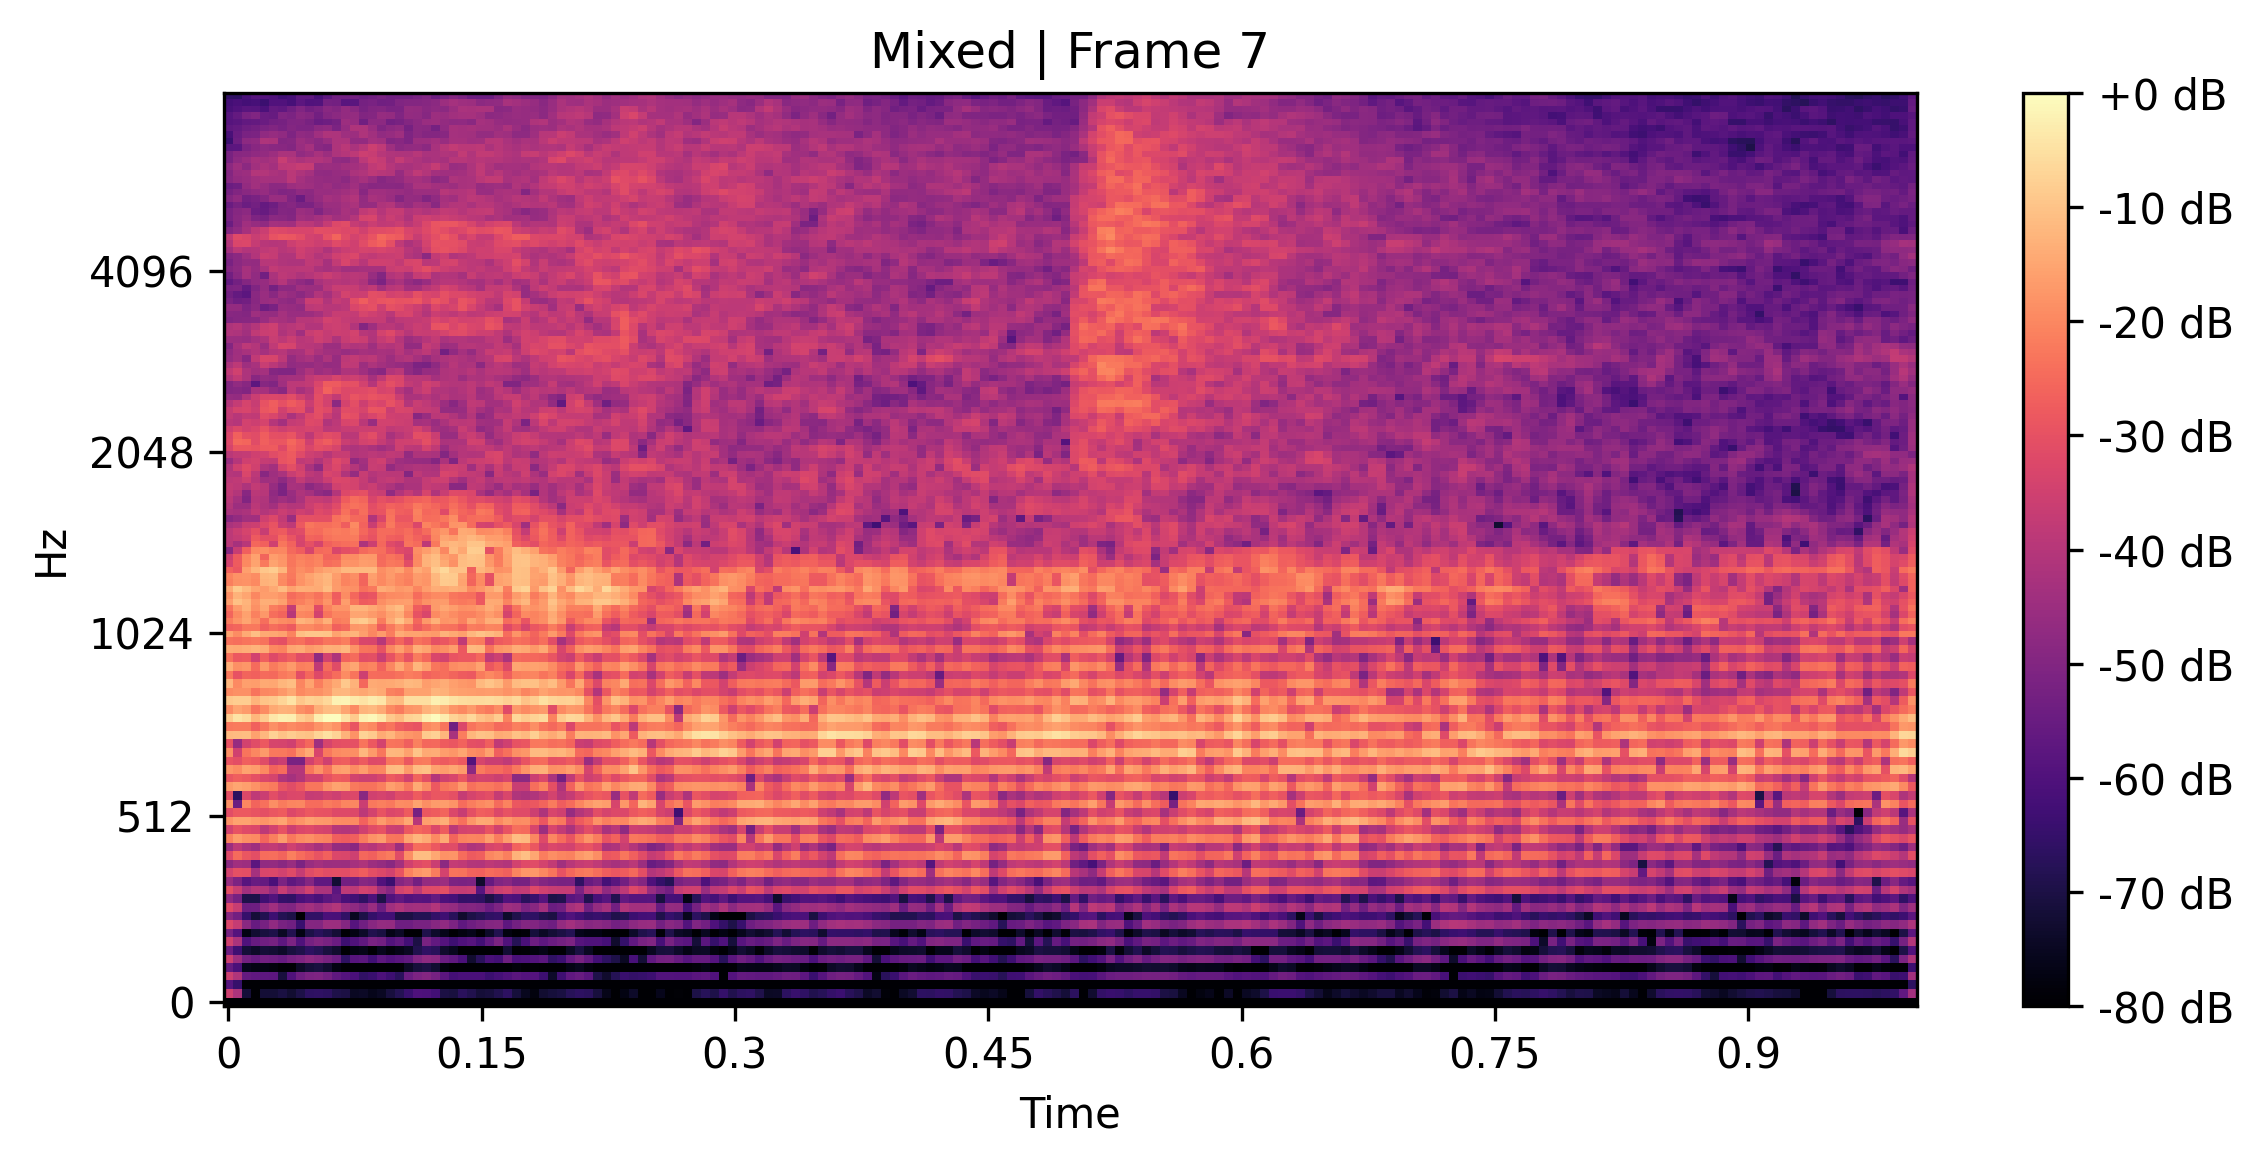 Mixed | Frame 7
+0 dB
-10 dB
-20 dB
-30 dB
-40 dB
-50 dB
-60 dB
-70 dB
-80 dB
Hz
4096
2048
1024
512
0
0 0.15 0.3 0.45 0.6 0.75 0.9
Time